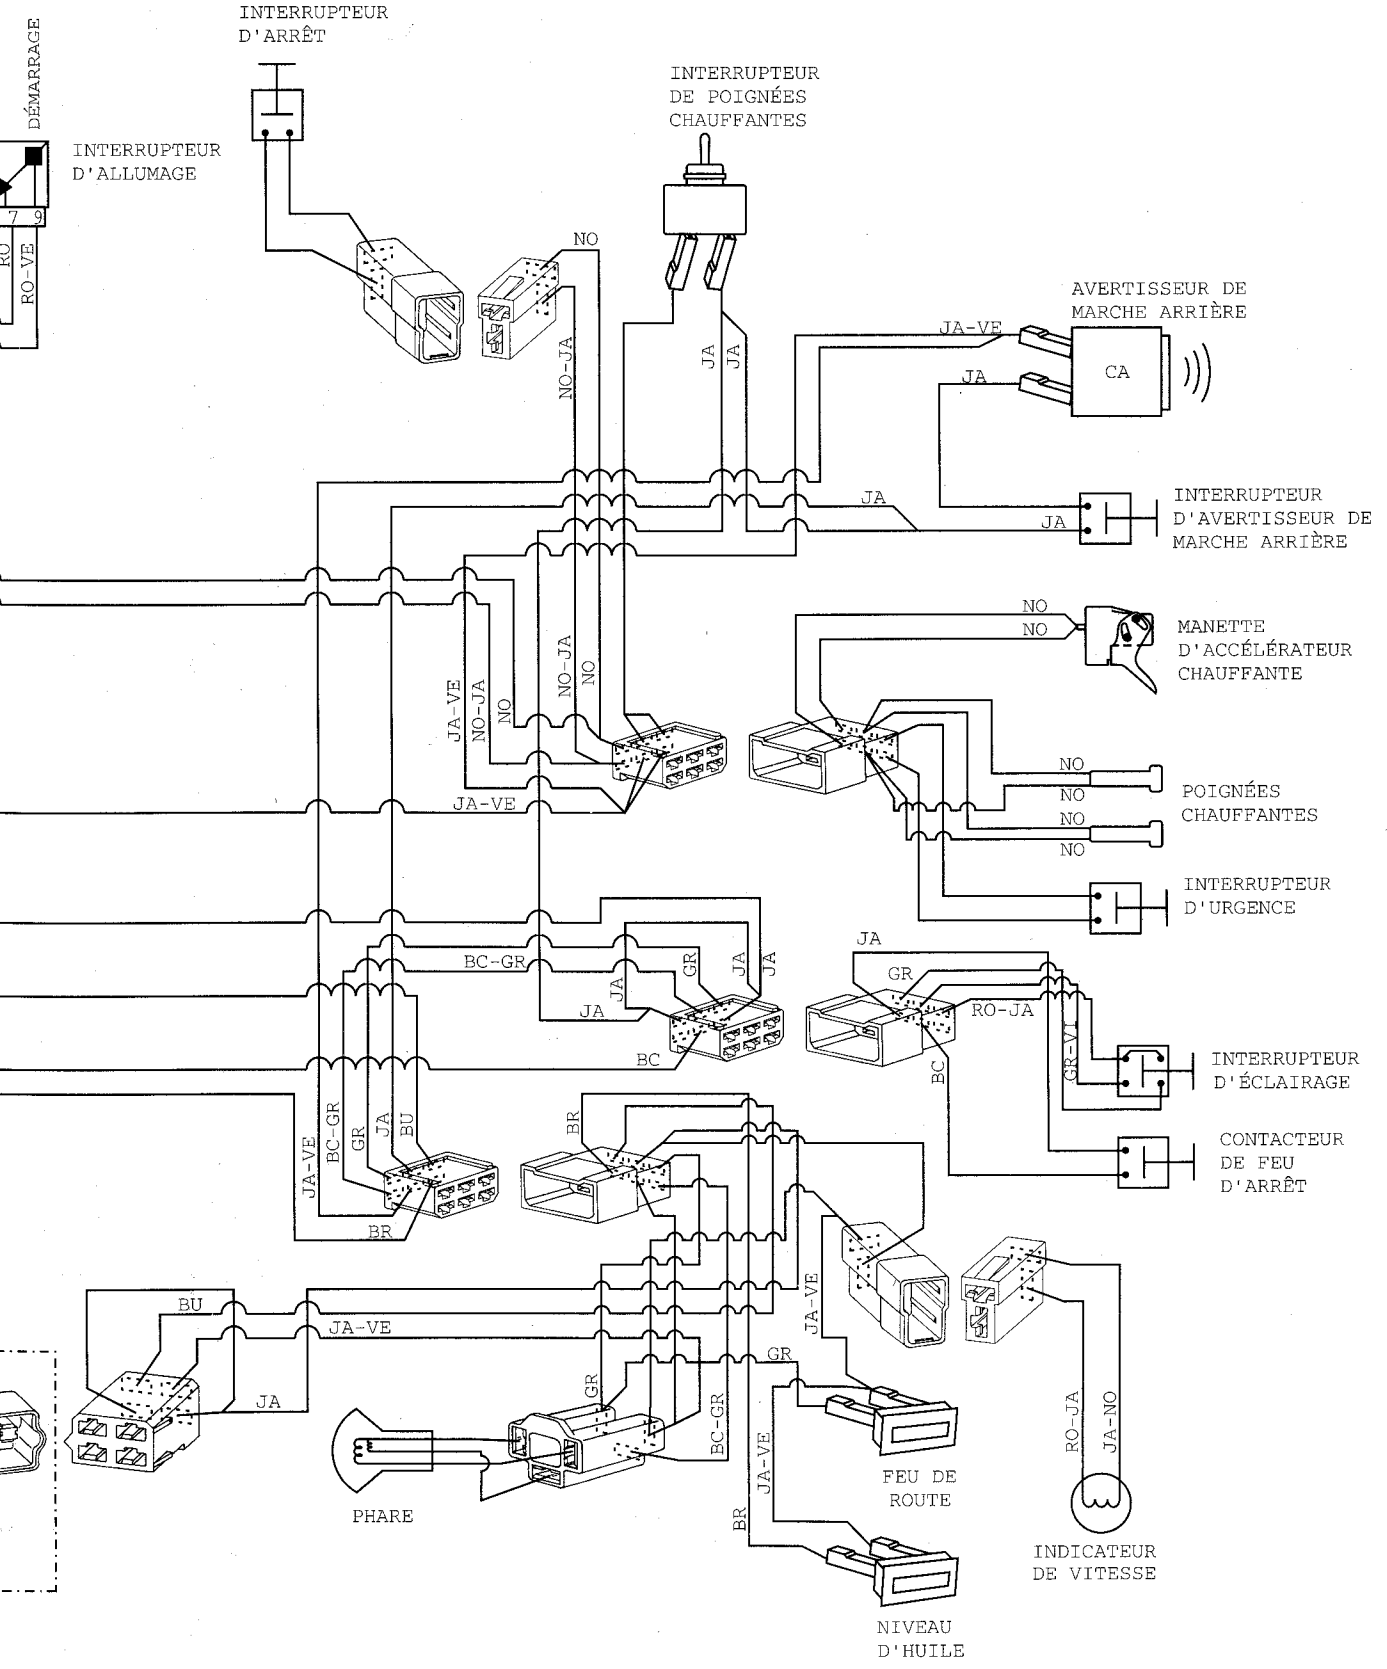 INTERRUPTEUR
D'ARRÊT
DÉMARRAGE
INTERRUPTEUR
D'ALLUMAGE
7 9
RO
RO-VE
INTERRUPTEUR
DE POIGNÉES
CHAUFFANTES
NO
NO-JA
JA
JA
AVERTISSEUR DE
MARCHE ARRIÈRE
JA-VE
CA
JA
JA
JA
INTERRUPTEUR
D'AVERTISSEUR DE
MARCHE ARRIÈRE
NO
NO
MANETTE
D'ACCÉLÉRATEUR
CHAUFFANTE
JA-VE
NO-JA
NO
NO-JA
NO
JA-VE
NO
NO
NO
NO
POIGNÉES
CHAUFFANTES
INTERRUPTEUR
D'URGENCE
BC-GR
GR
JA
JA
JA
JA
BC
JA
GR
RO-JA
GR-VI
BC
INTERRUPTEUR
D'ÉCLAIRAGE
CONTACTEUR
DE FEU
D'ARRÊT
JA-VE
BC-GR
GR
JA
BU
BR
BR
BU
JA-VE
JA
JA-VE
GR
GR
BC-GR
JA-VE
BR
PHARE
FEU DE
ROUTE
RO-JA
JA-NO
INDICATEUR
DE VITESSE
NIVEAU
D'HUILE